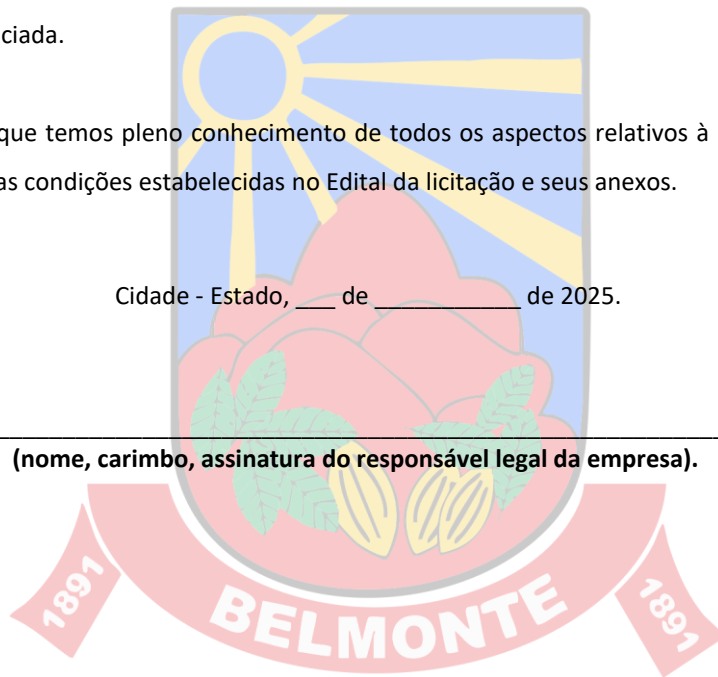 ciada.
que temos pleno conhecimento de todos os aspectos relativos à
as condições estabelecidas no Edital da licitação e seus anexos.
Cidade - Estado, ___ de ___________ de 2025.
(nome, carimbo, assinatura do responsável legal da empresa).
1891
BELMONTE
1891